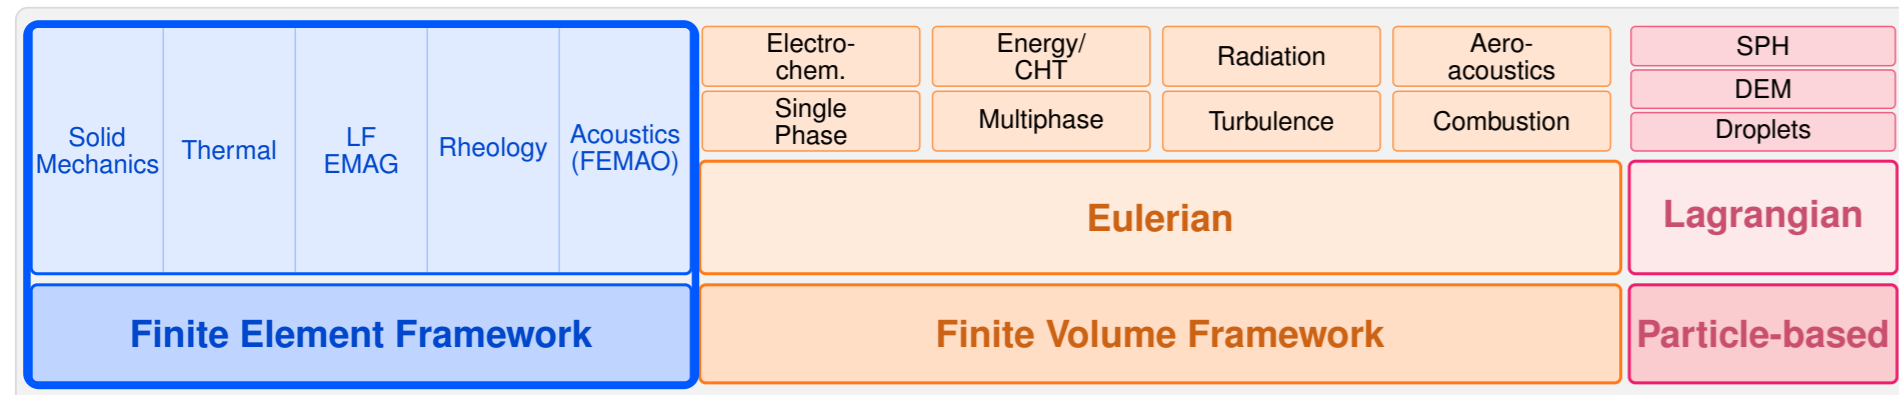 Solid
Mechanics
Thermal
LF
EMAG
Rheology
Acoustics
(FEMAO)
Finite Element Framework
Electro-
chem.
Energy/
CHT
Radiation
Aero-
acoustics
Single
Phase
Multiphase
Turbulence
Combustion
Eulerian
Finite Volume Framework
SPH
DEM
Droplets
Lagrangian
Particle-based